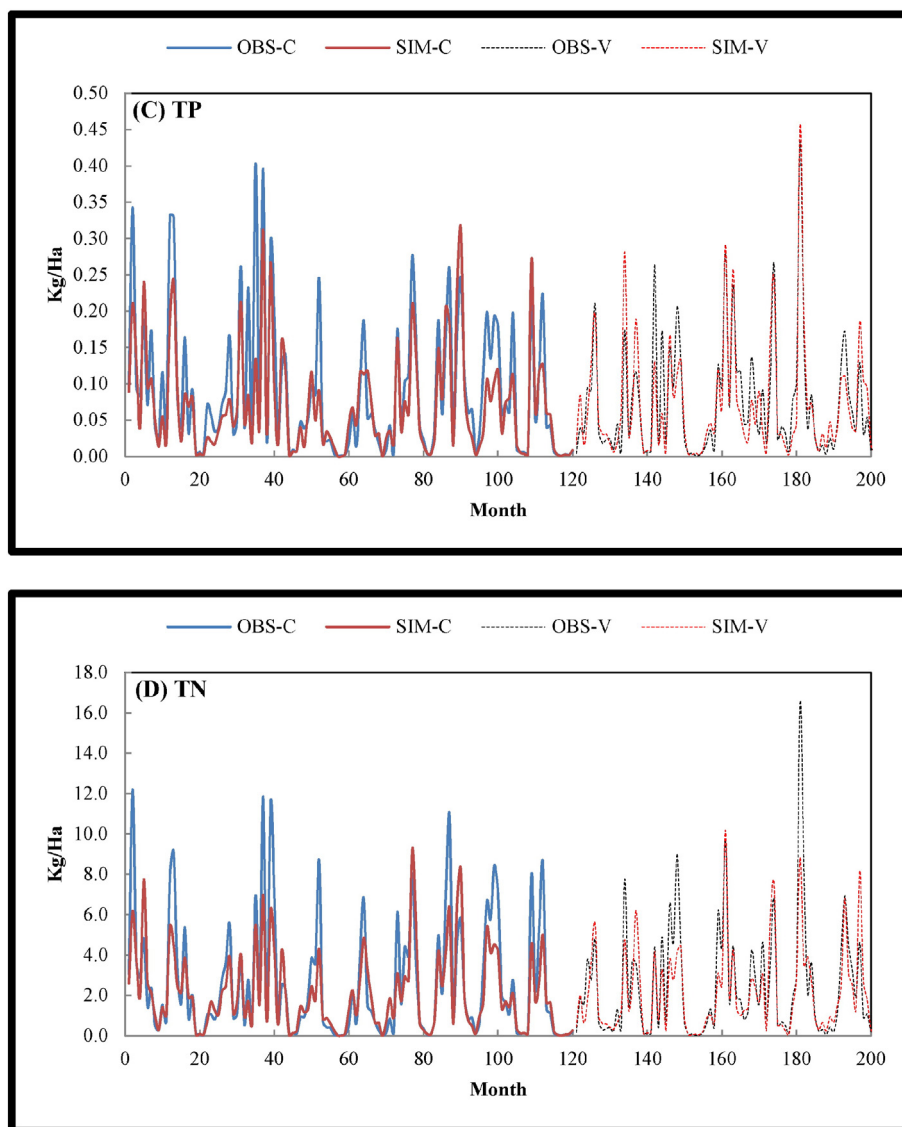 OBS-C SIM-C OBS-V SIM-V
(C) TP
0.50
0.45
0.40
0.35
0.30
0.25
0.20
0.15
0.10
0.05
0.00
Kg/Ha
0 20 40 60 80 100 120 140 160 180 200
Month
OBS-C SIM-C OBS-V SIM-V
(D) TN
18.0
16.0
14.0
12.0
10.0
8.0
6.0
4.0
2.0
0.0
Kg/Ha
0 20 40 60 80 100 120 140 160 180 200
Month